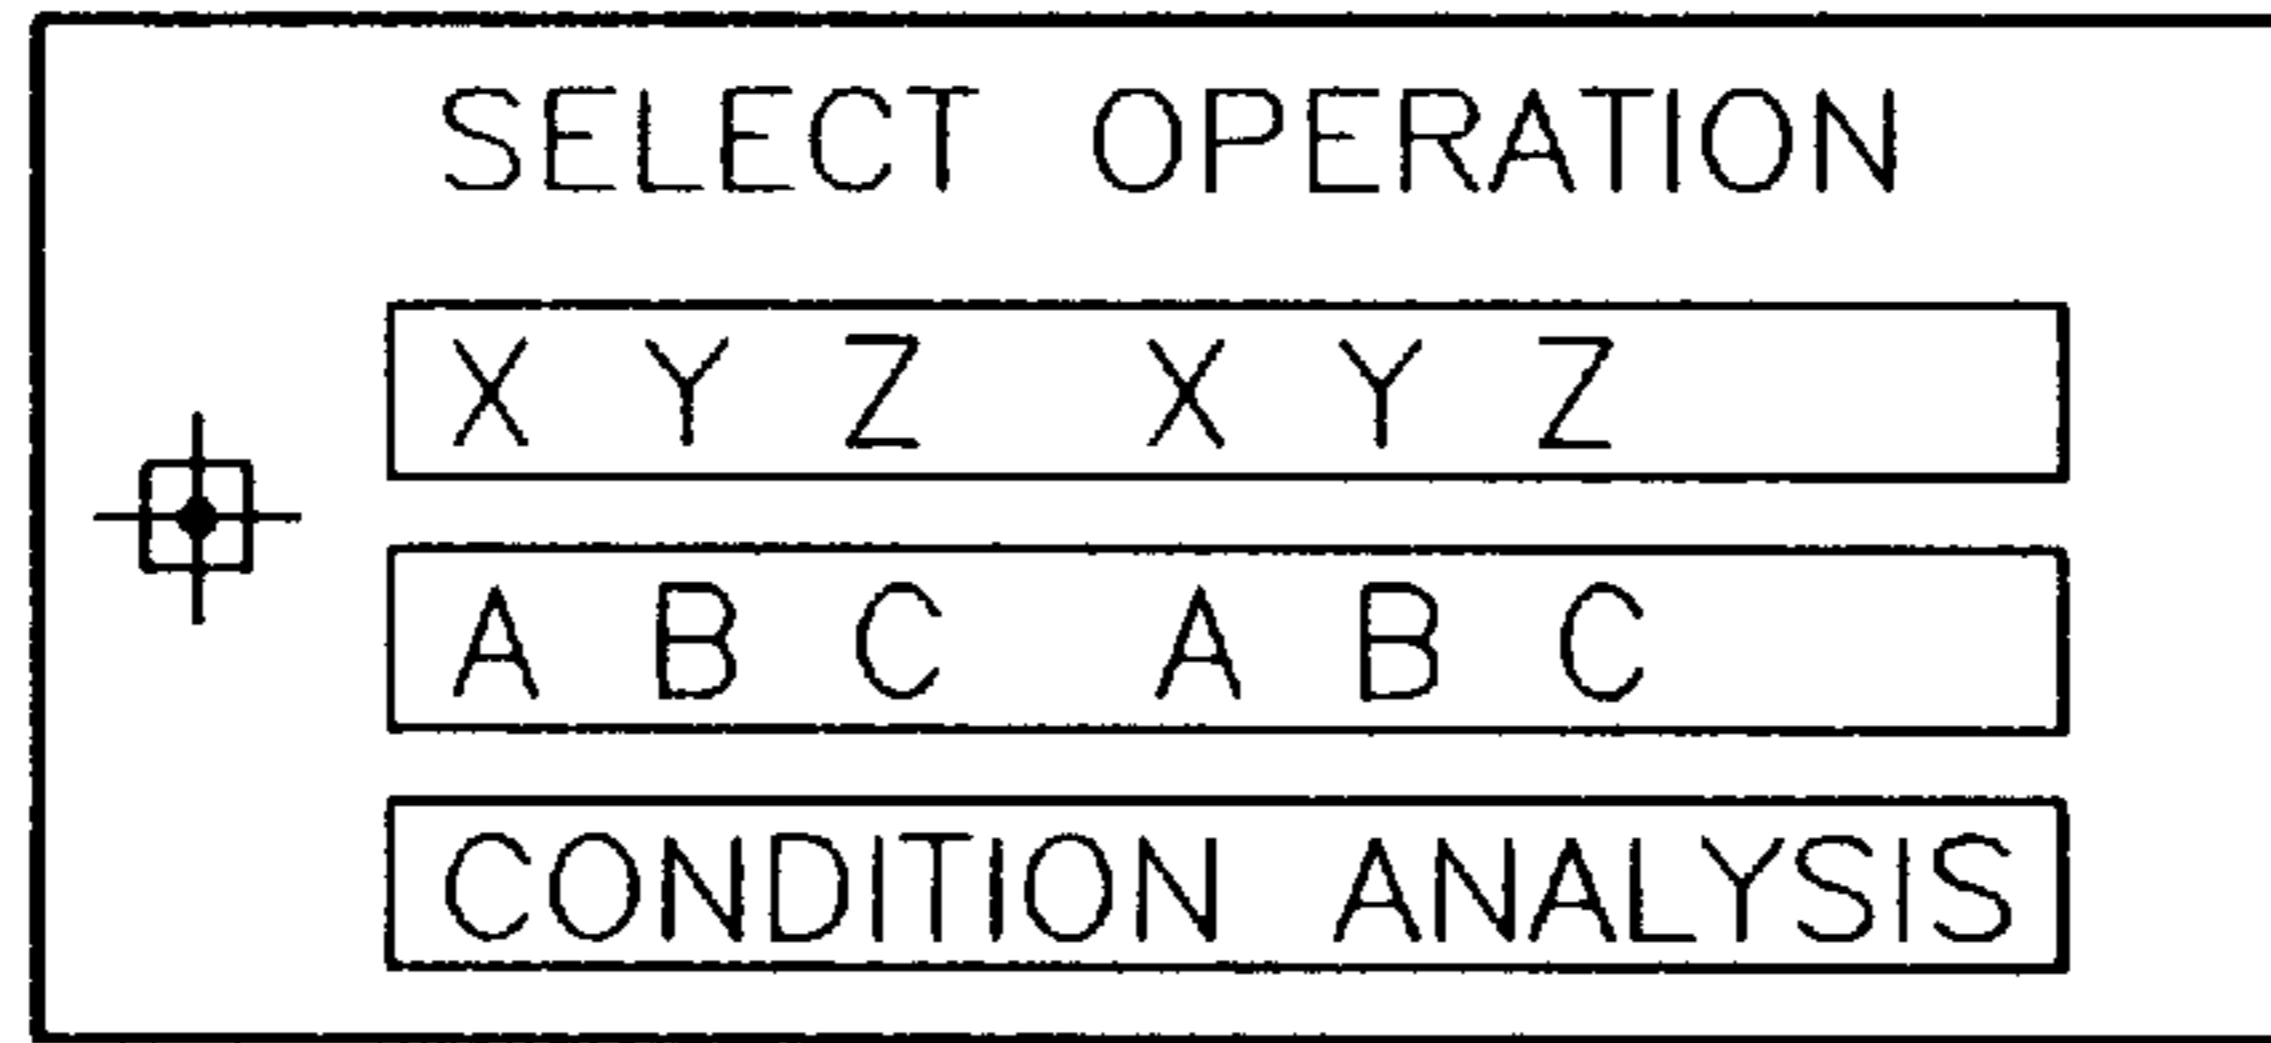 SELECT OPERATION
X Y Z X Y Z
A B C A B C
CONDITION ANALYSIS